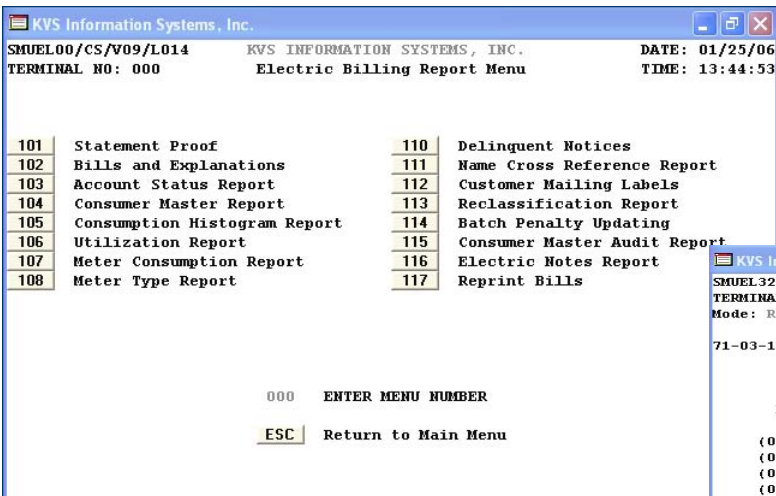 KVS Information Systems, Inc.
SMUEL00/CS/V09/L014 KVS INFORMATION SYSTEMS, INC. DATE: 01/25/06
TERMINAL NO: 000 Electric Billing Report Menu TIME: 13:44:53
101 Statement Proof 110 Delinquent Notices
102 Bills and Explanations 111 Name Cross Reference Report
103 Account Status Report 112 Customer Mailing Labels
104 Consumer Master Report 113 Reclassification Report
105 Consumption Histogram Report 114 Batch Penalty Updating
106 Utilization Report 115 Consumer Master Audit Report
107 Meter Consumption Report 116 Electric Notes Report
108 Meter Type Report 117 Reprint Bills
000 ENTER MENU NUMBER
ESC Return to Main Menu
KVS I
SMUEL32
TERMINA
Mode: R
71-03-1
(0
(0
(0
(0